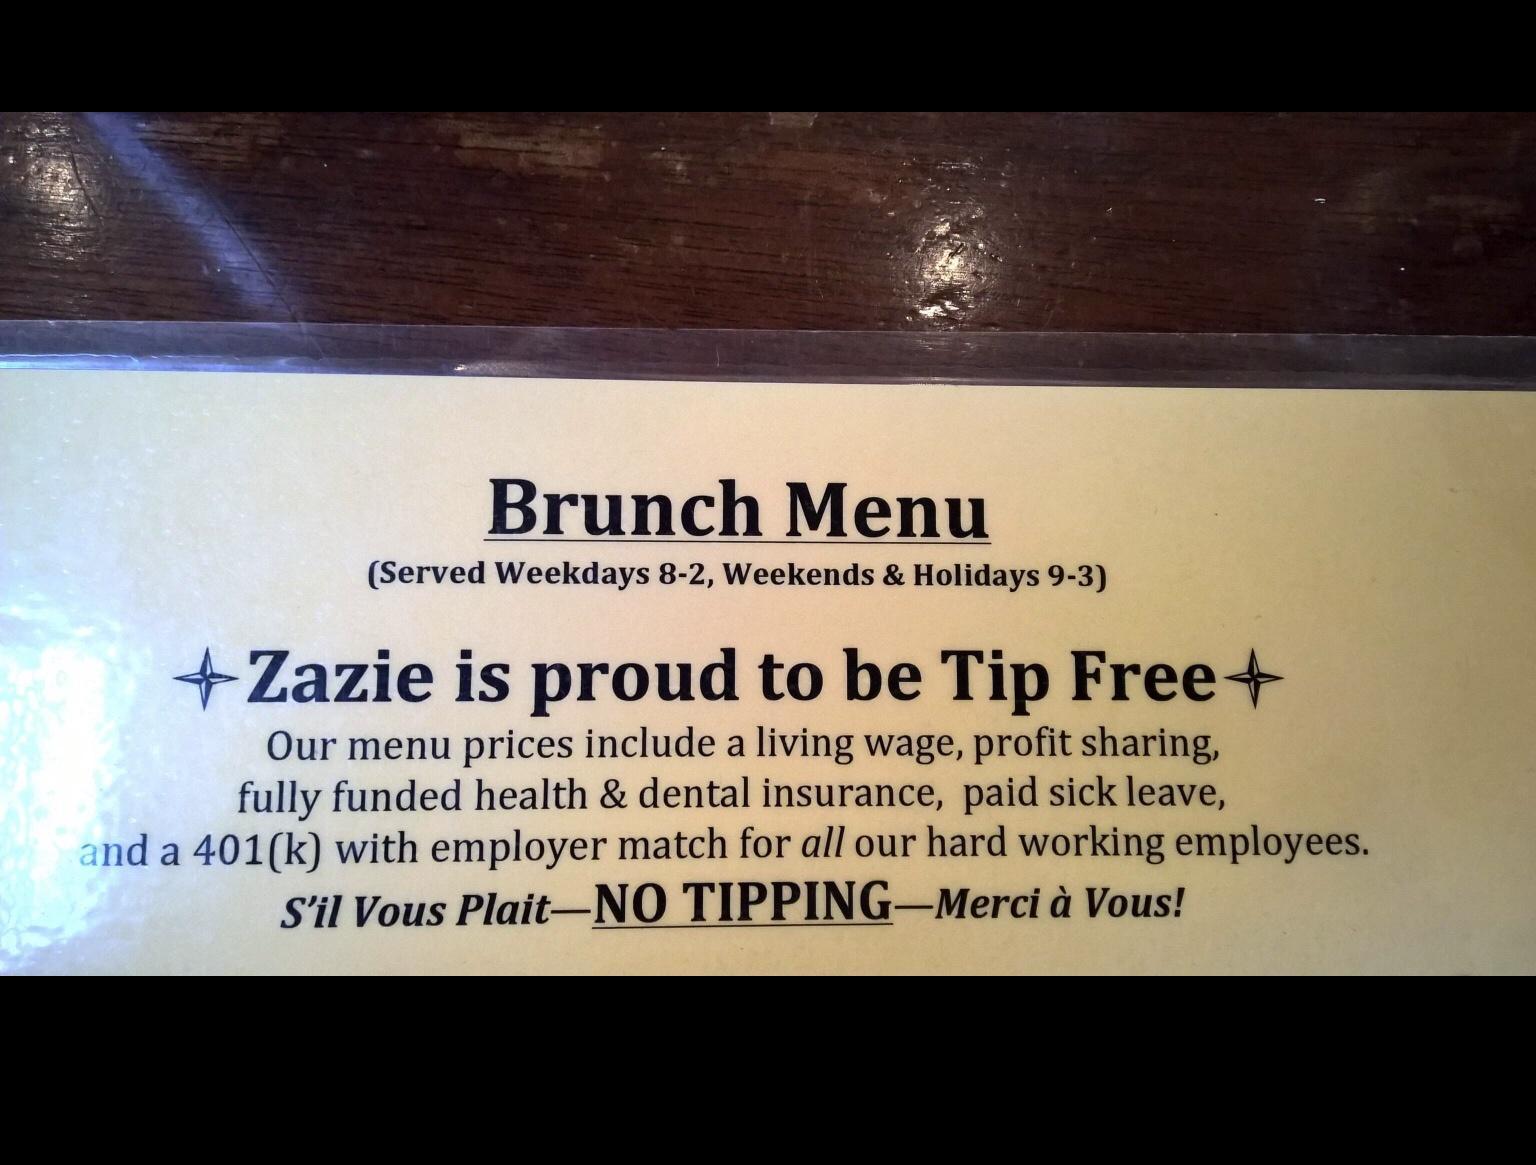 Brunch Menu
(Served Weekdays 8-2, Weekends & Holidays 9-3)
Zazie is proud to be Tip Free
Our menu prices include a living wage, profit sharing,
fully funded health & dental insurance, paid sick leave,
and a 401(k) with employer match for all our hard working employees.
S'il Vous Plait—NO TIPPING—Merci à Vous!